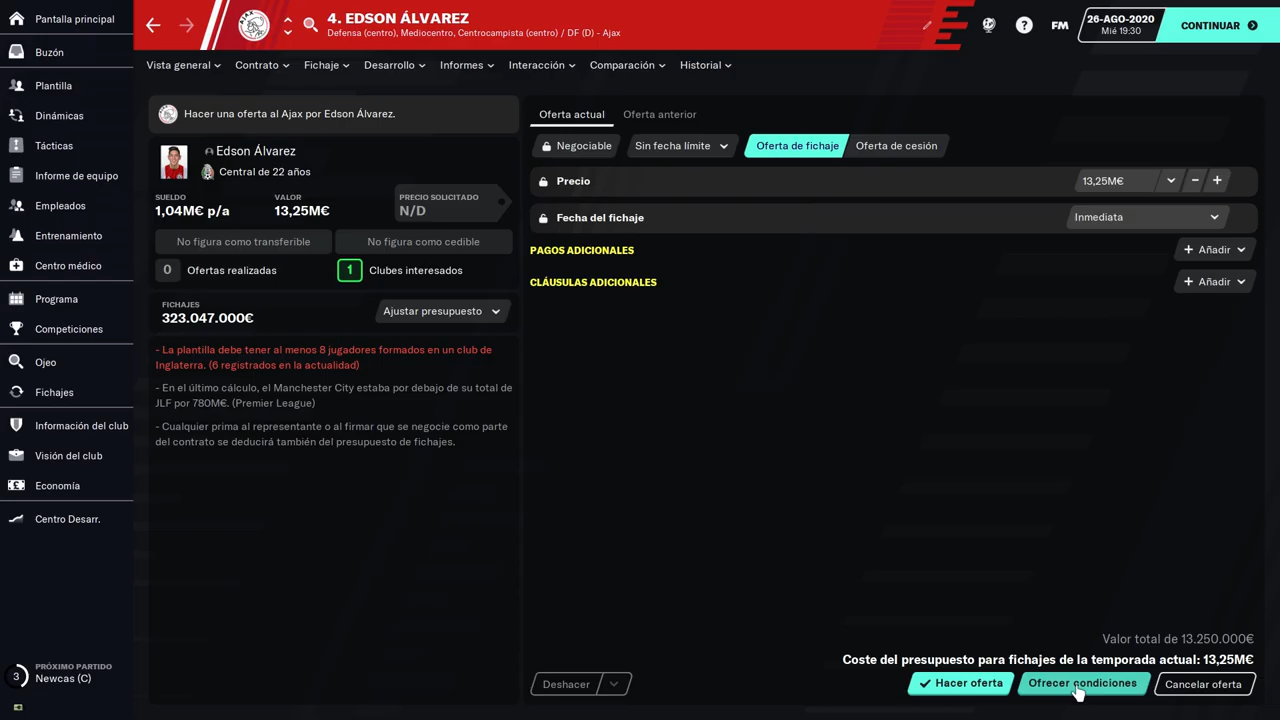 Pantalla principal
Buzón
Plantilla
Dinámicas
Tácticas
Informe de equipo
Empleados
Entrenamiento
Centro médico
Programa
Competiciones
Ojeo
Fichajes
Información del club
Visión del club
Economía
Centro Desarr.
3
PRÓXIMO PARTIDO
Newcas (C)
4. EDSON ÁLVAREZ
Defensa (centro), Mediocentro, Centrocampista (centro) / DF (D) - Ajax
?
FM
26-AGO-2020
Mié 19:30
CONTINUAR
Vista general
Contrato
Fichaje
Desarrollo
Informes
Interacción
Comparación
Historial
Hacer una oferta al Ajax por Edson Álvarez.
Edson Álvarez
Central de 22 años
SUELDO
1,04M€ p/a
VALOR
13,25M€
PRECIO SOLICITADO
N/D
No figura como transferible
No figura como cedible
0 Ofertas realizadas
1 Clubes interesados
FICHAJES
323.047.000€
Ajustar presupuesto
- La plantilla debe tener al menos 8 jugadores formados en un club de
Inglaterra. (6 registrados en la actualidad)
- En el último cálculo, el Manchester City estaba por debajo de su total de
JLF por 780M€. (Premier League)
- Cualquier prima al representante o al firmar que se negocie como parte
del contrato se deducirá también del presupuesto de fichajes.
Oferta actual
Oferta anterior
Negociable
Sin fecha límite
Oferta de fichaje
Oferta de cesión
Precio
13,25M€
- +
Fecha del fichaje
Inmediata
PAGOS ADICIONALES
+ Añadir
CLÁUSULAS ADICIONALES
+ Añadir
Valor total de 13.250.000€
Coste del presupuesto para fichajes de la temporada actual: 13,25M€
Deshacer
Hacer oferta
Ofrecer condiciones
Cancelar oferta